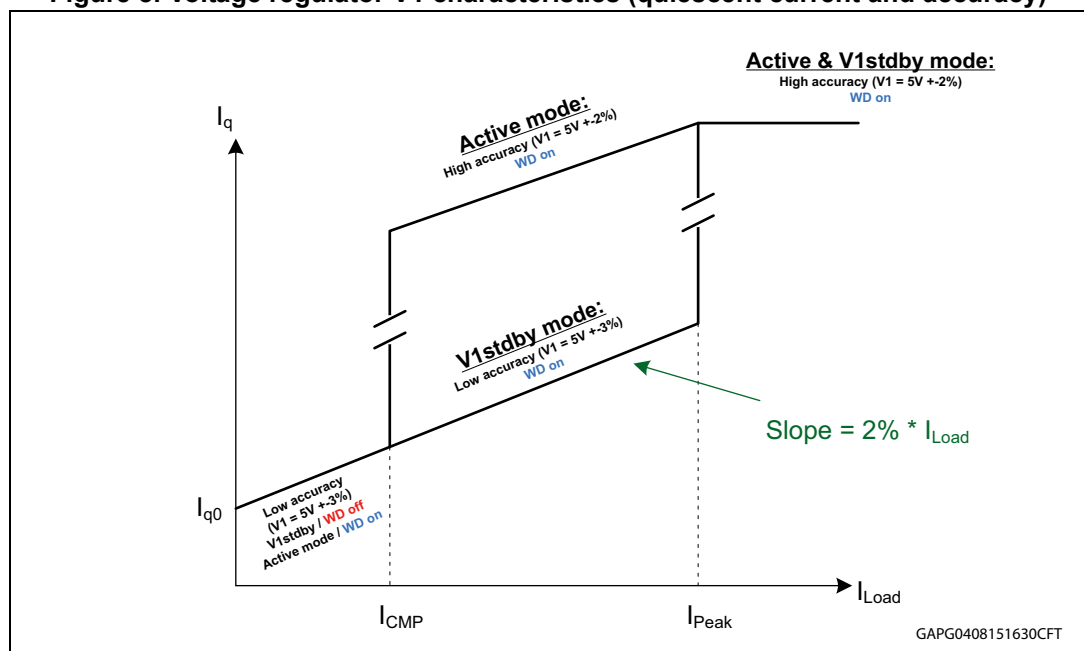 Figure Voltage regulator V1 characteristics (quiescent current and accuracy)
Active & V1stdby mode:
High accuracy (V1 = 5V +-2%)
WD on
Iq
Active mode:
High accuracy (V1 = 5V +-2%)
WD on
V1stdby mode:
Low accuracy (V1 = 5V +-3%)
WD on
Slope = 2% * ILoad
Iq0
Low accuracy
(V1 = 5V +-3%)
V1stdby / WD off
Active mode / WD on
ICMP
IPeak
ILoad
GAPG0408151630CFT